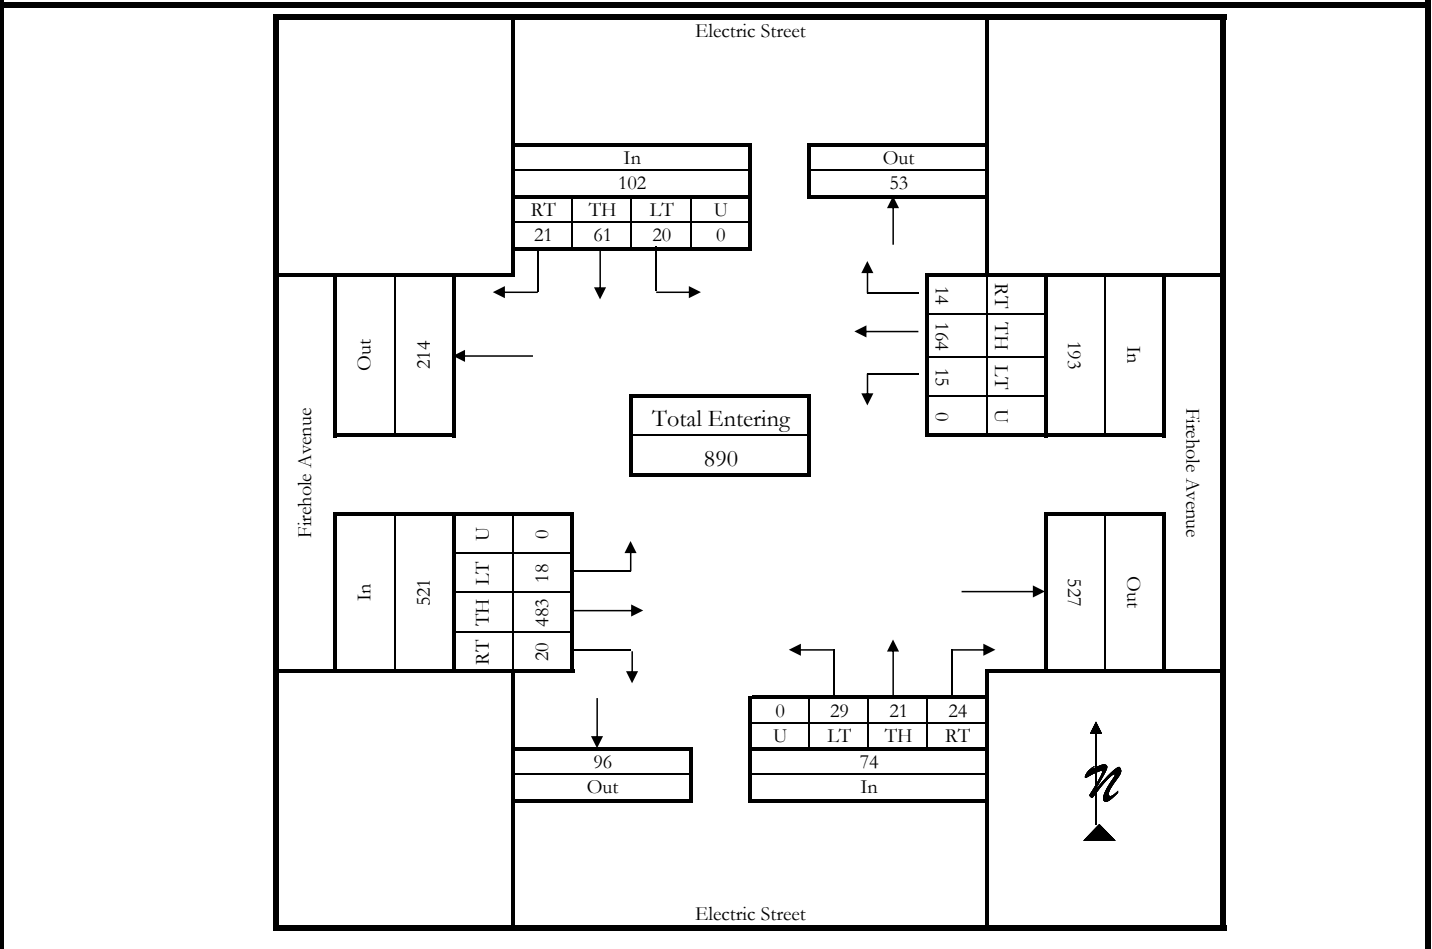 Electric Street
In
102
RT TH LT U
21 61 20 0
Out
53
Firehole Avenue
Out
214
14 RT
164 TH
15 LT
0 U
193
In
Firehole Avenue
Total Entering
890
In
521
U 0
LT 18
TH 483
RT 20
527
Out
96
Out
0 29 21 24
U LT TH RT
74
In
n
Electric Street